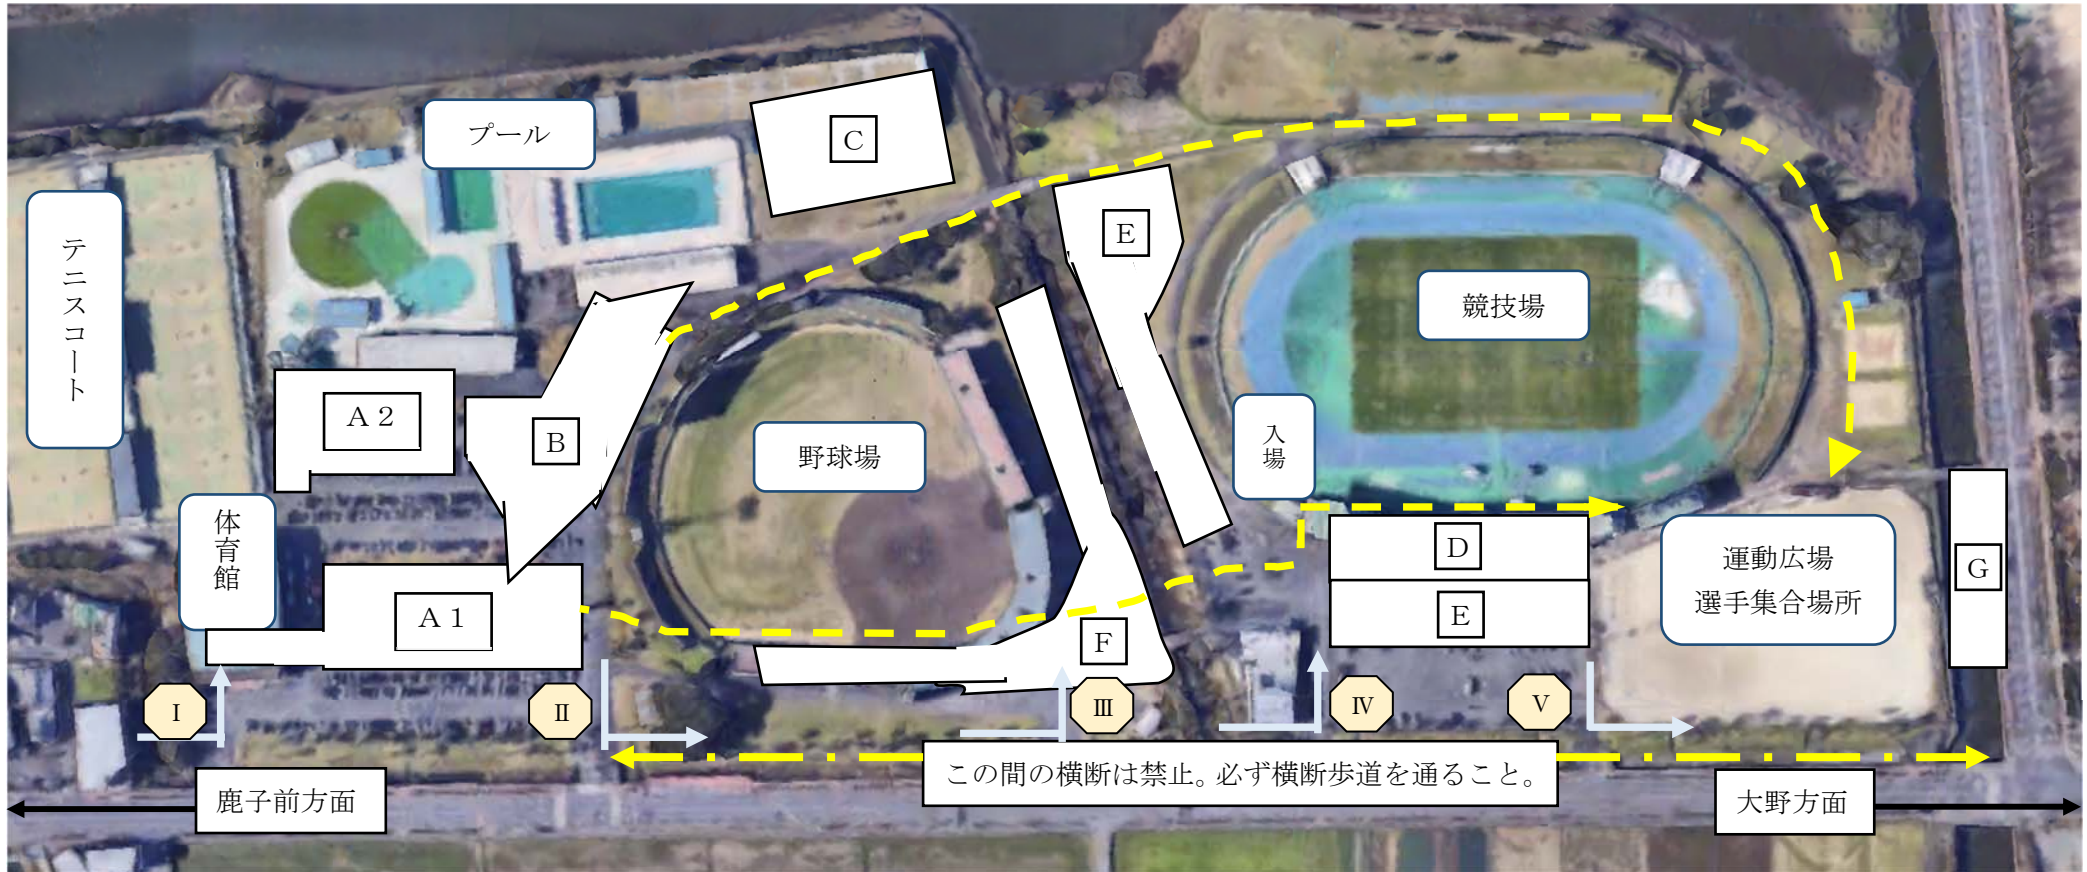 プール
C
テニスコート
E
競技場
A2
B
野球場
入場
体育館
D
運動広場
選手集合場所
G
A1
E
F
Ⅰ
Ⅱ
Ⅲ
Ⅳ
Ⅴ
この間の横断は禁止。必ず横断歩道を通ること。
鹿子前方面
大野方面